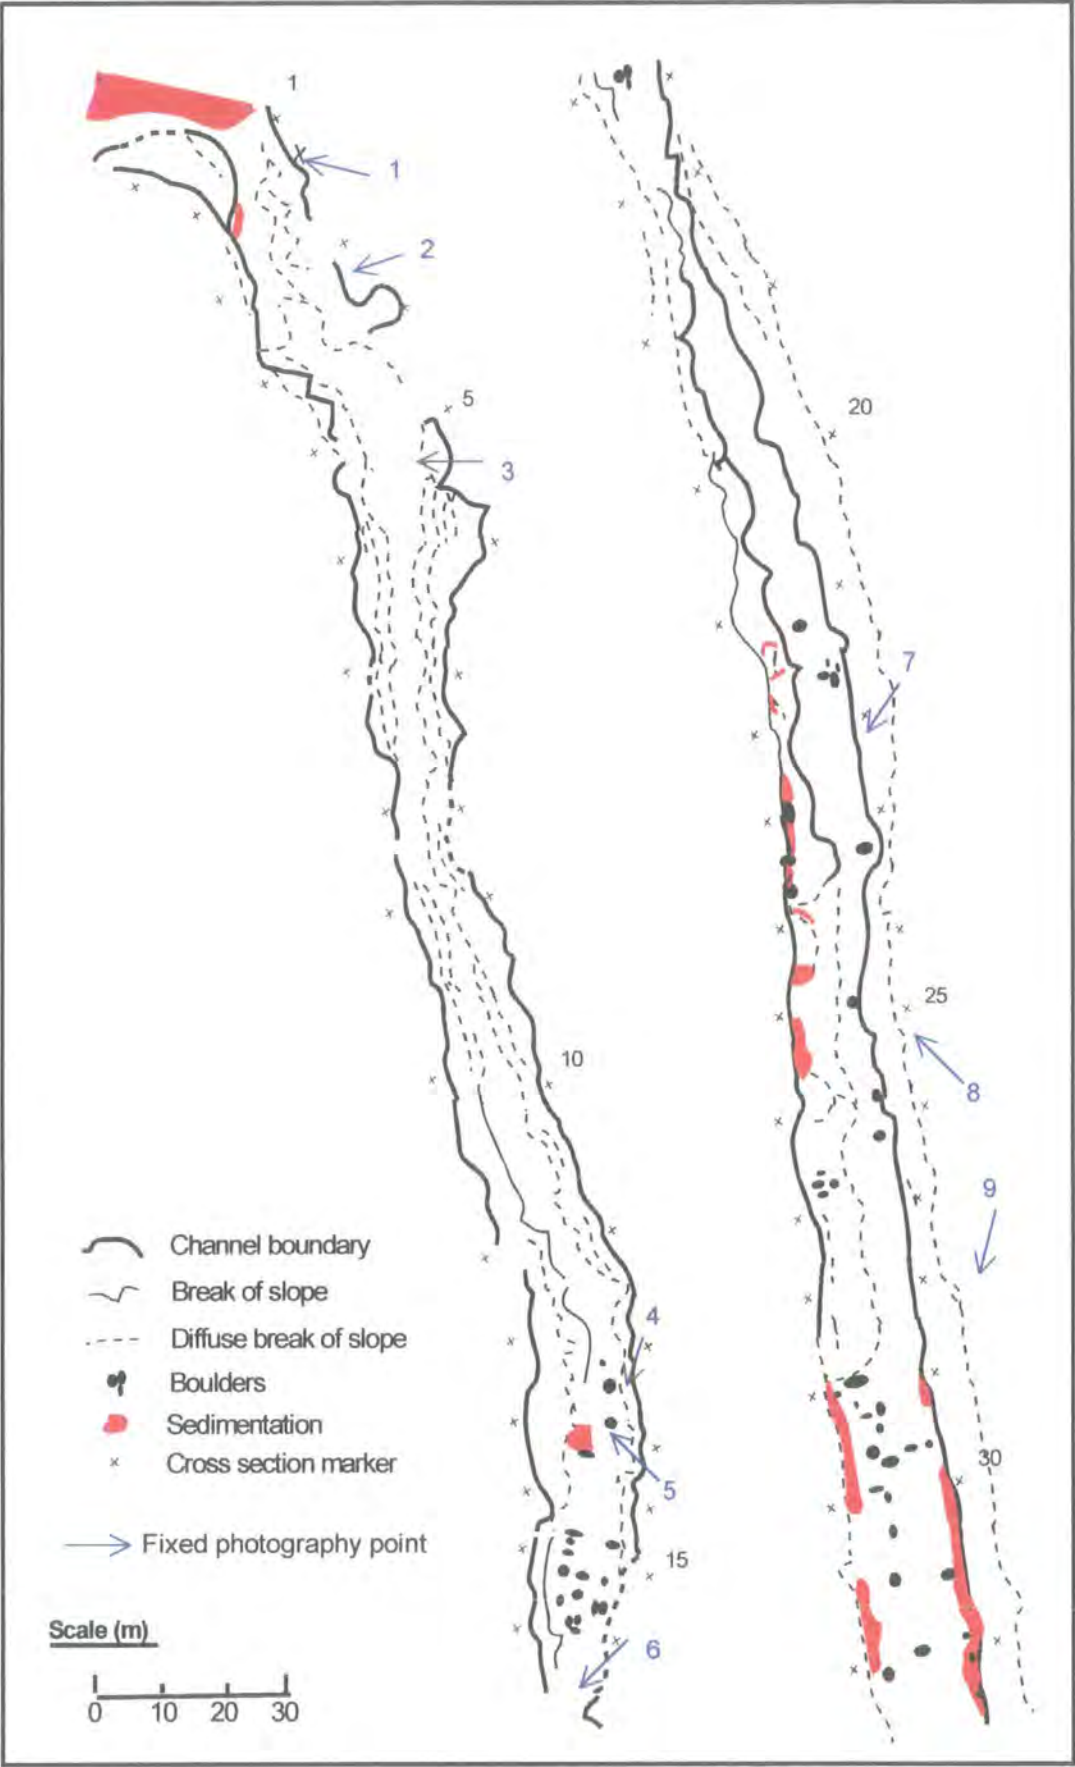 1
1
2
5
3
20
7
25
8
10
9
Channel boundary
Break of slope
4
Diffuse break of slope
Boulders
Sedimentation
Cross section marker
30
5
Fixed photography point
15
Scale (m)
6
0 10 20 30